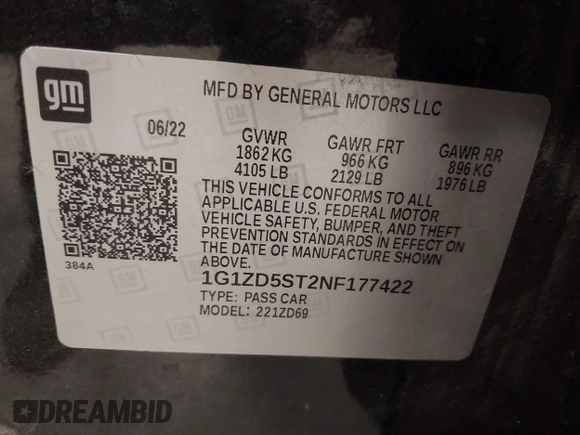 gm
MFD BY GENERAL MOTORS LLC
06/22 GVWR GAWR FRT GAWR RR
1862 KG 966 KG 896 KG
4105 LB 2129 LB 1976 LB
THIS VEHICLE CONFORMS TO ALL
APPLICABLE U.S. FEDERAL MOTOR
VEHICLE SAFETY, BUMPER, AND THEFT
PREVENTION STANDARDS IN EFFECT ON
THE DATE OF MANUFACTURE SHOWN
ABOVE.
384A
1G1ZD5ST2NF177422
TYPE: PASS CAR
MODEL: 221ZD69
DREAMBID